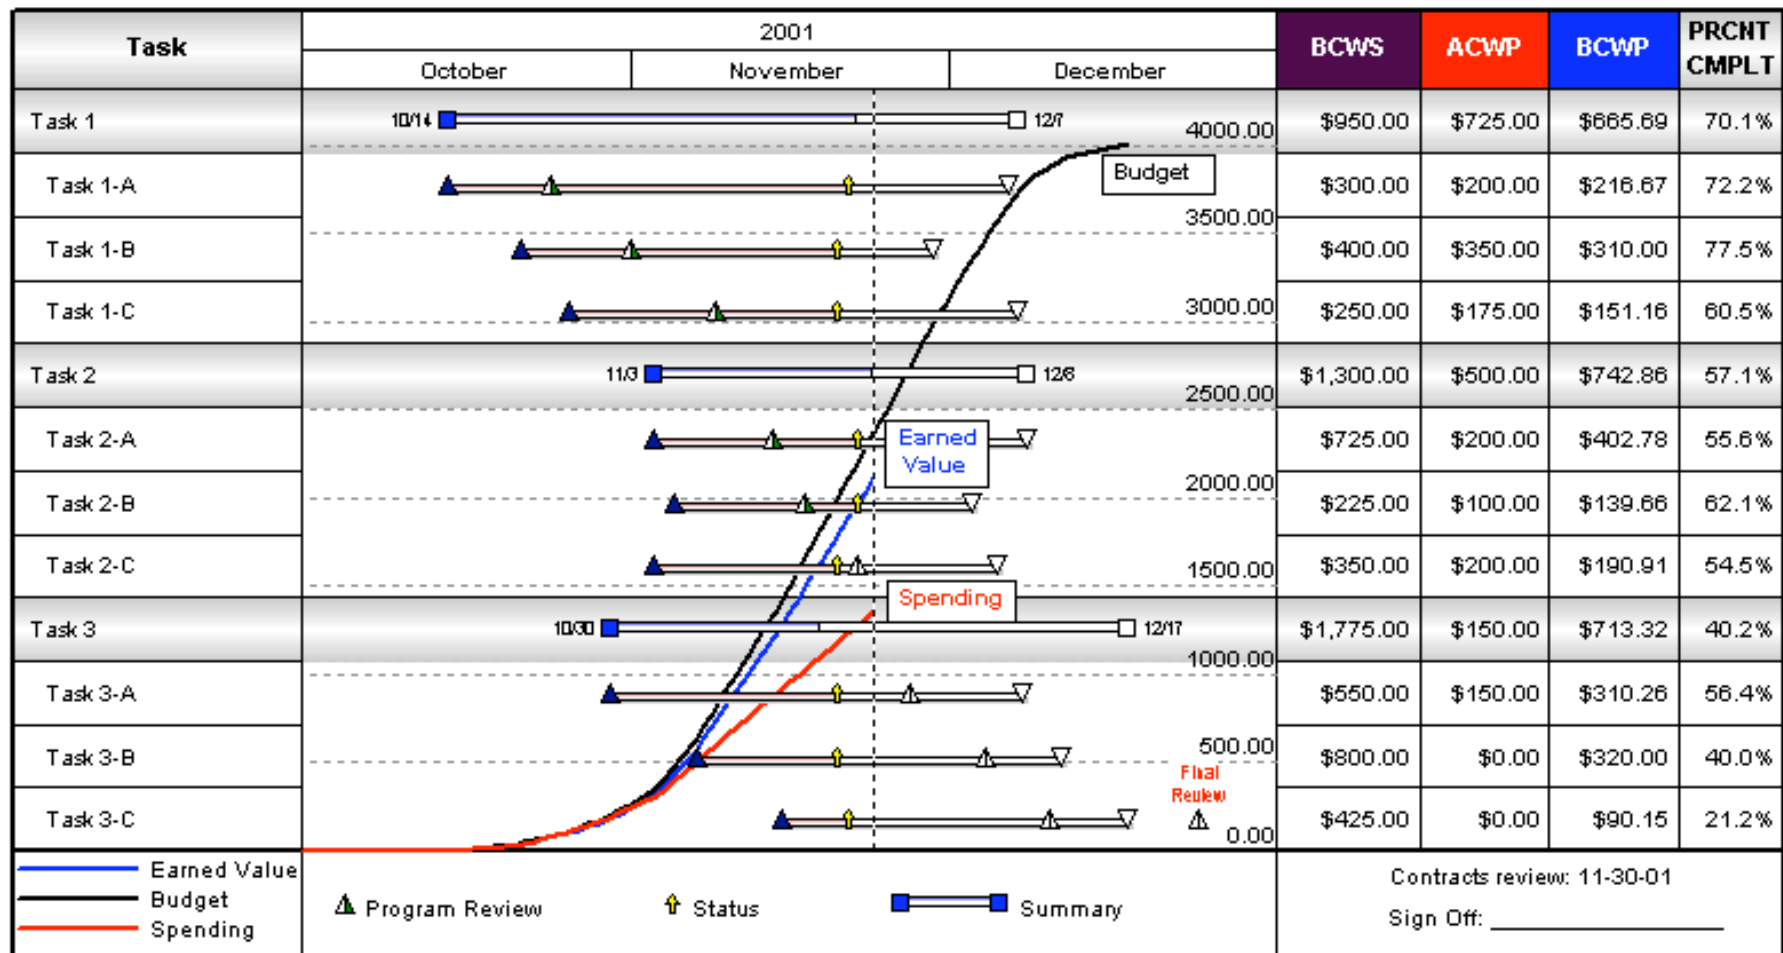 Task
2001
October November December
BCWS ACWP BCWP PRCNT
CMPLT
Task 1 10/14 12/7 4000.00 $950.00 $725.00 $665.69 70.1%
Budget
Task 1-A $300.00 $200.00 $216.67 72.2%
3500.00
Task 1-B $400.00 $350.00 $310.00 77.5%
Task 1-C 3000.00 $250.00 $175.00 $151.16 60.5%
Task 2 11/3 12/8 $1,300.00 $500.00 $742.86 57.1%
2500.00
Task 2-A Earned $725.00 $200.00 $402.78 55.6%
Value
2000.00
Task 2-B $225.00 $100.00 $139.66 62.1%
Task 2-C 1500.00 $350.00 $200.00 $190.91 54.5%
Spending
Task 3 10/30 12/17 $1,775.00 $150.00 $713.32 40.2%
1000.00
Task 3-A $550.00 $150.00 $310.26 56.4%
500.00
Task 3-B $800.00 $0.00 $320.00 40.0%
Final
Review
Task 3-C $425.00 $0.00 $90.15 21.2%
0.00
Earned Value
Budget
Spending
Program Review Status Summary
Contracts review: 11-30-01
Sign Off: